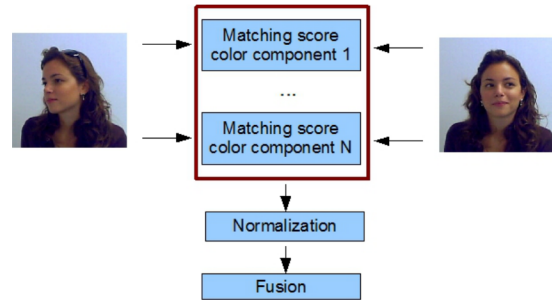 Matching score
color component 1
...
Matching score
color component N
Normalization
Fusion